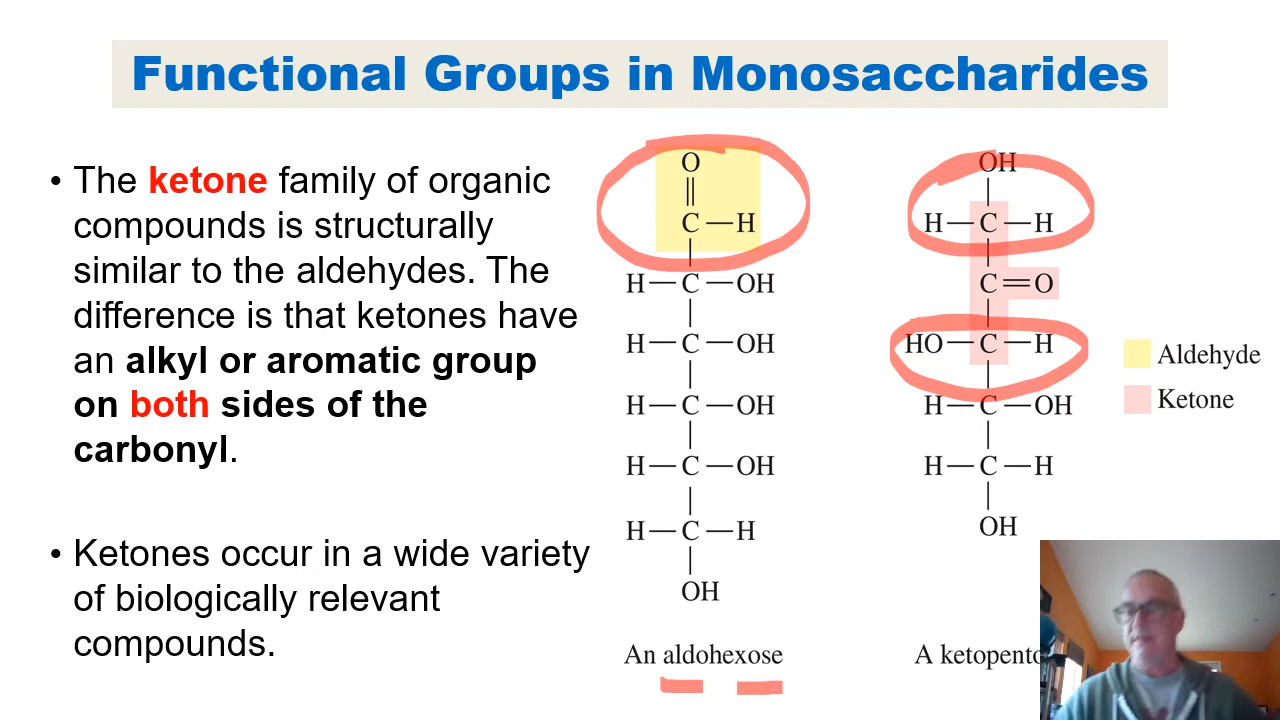 Functional Groups in Monosaccharides
• The ketone family of organic
compounds is structurally
similar to the aldehydes. The
difference is that ketones have
an alkyl or aromatic group
on both sides of the
carbonyl.
• Ketones occur in a wide variety
of biologically relevant
compounds.
O
C—H
H—C—OH
H—C—OH
H—C—OH
H—C—OH
H—C—H
OH
An aldohexose
OH
H—C—H
C=O
HO—C—H
H—C—OH
H—C—H
OH
A ketopento
Aldehyde
Ketone